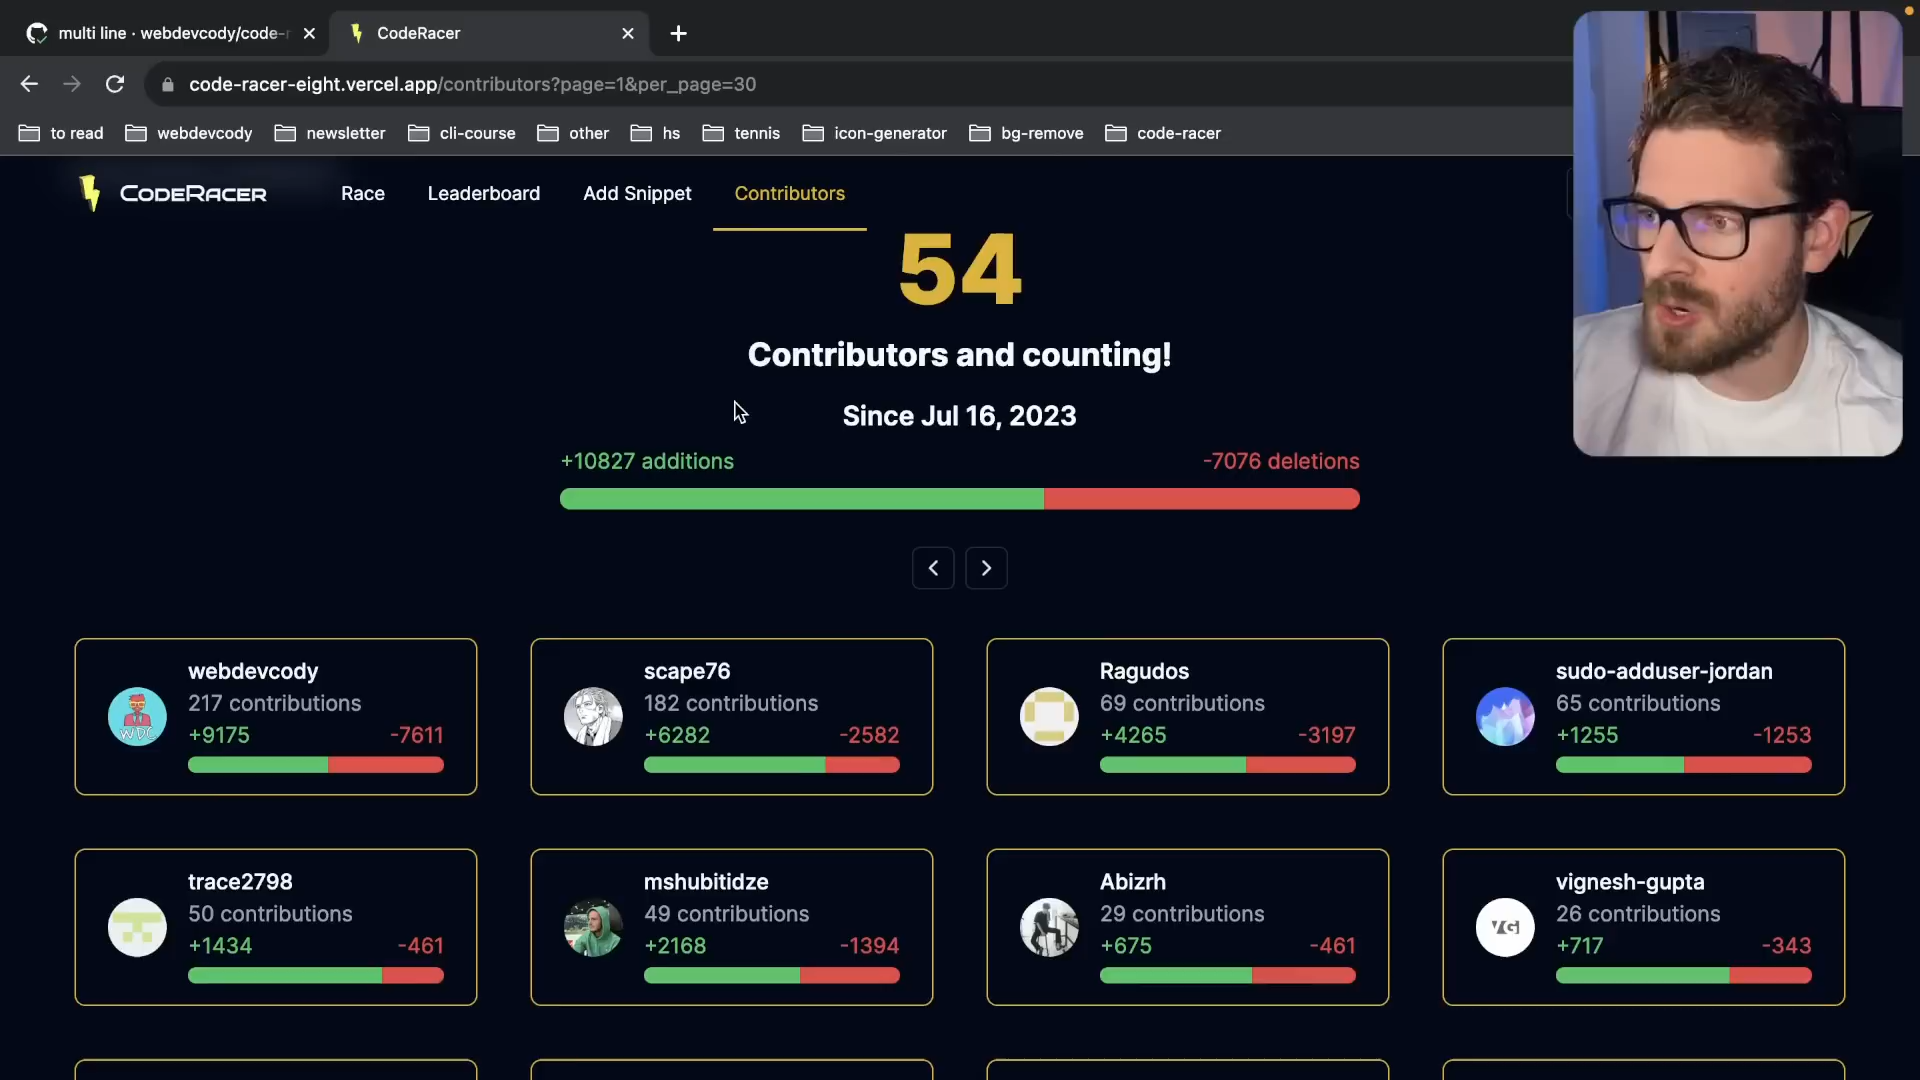 multi line · webdevcody/code-r
CodeRacer
code-racer-eight.vercel.app/contributors?page=1&per_page=30
to read
webdevcody
newsletter
cli-course
other
hs
tennis
icon-generator
bg-remove
code-racer
CODERACER
Race
Leaderboard
Add Snippet
Contributors
54
Contributors and counting!
Since Jul 16, 2023
+10827 additions
-7076 deletions
webdevcody
217 contributions
+9175 -7611
WDC
scape76
182 contributions
+6282 -2582
Ragudos
69 contributions
+4265 -3197
sudo-adduser-jordan
65 contributions
+1255 -1253
trace2798
50 contributions
+1434 -461
mshubitidze
49 contributions
+2168 -1394
Abizrh
29 contributions
+675 -461
vignesh-gupta
26 contributions
+717 -343
VG